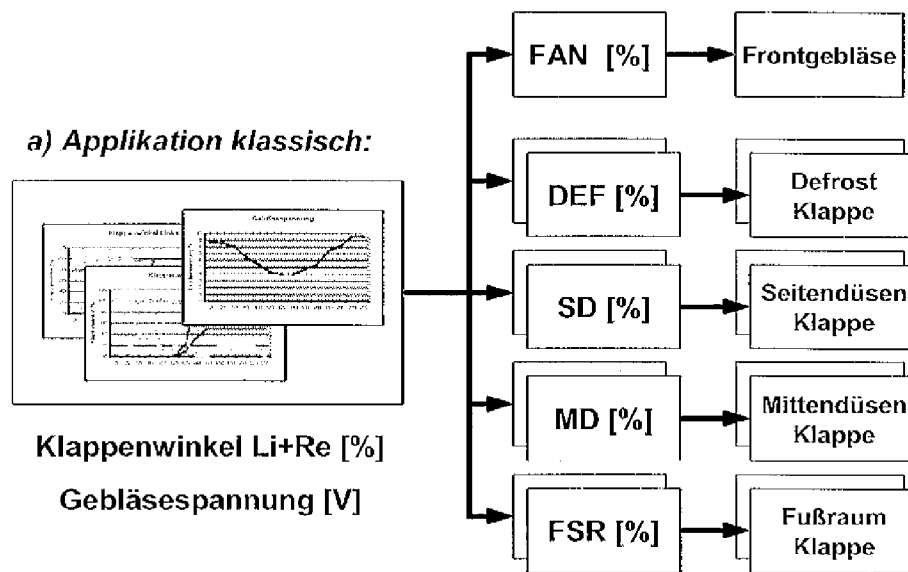 FAN [%]
Frontgebläse
a) Applikation klassisch:
DEF [%]
Defrost
Klappe
Gebläsespannung
SD [%]
Seitendüsen
Klappe
MD [%]
Mittendüsen
Klappe
Klappenwinkel Li+Re [%]
Gebläsespannung [V]
FSR [%]
Fußraum
Klappe